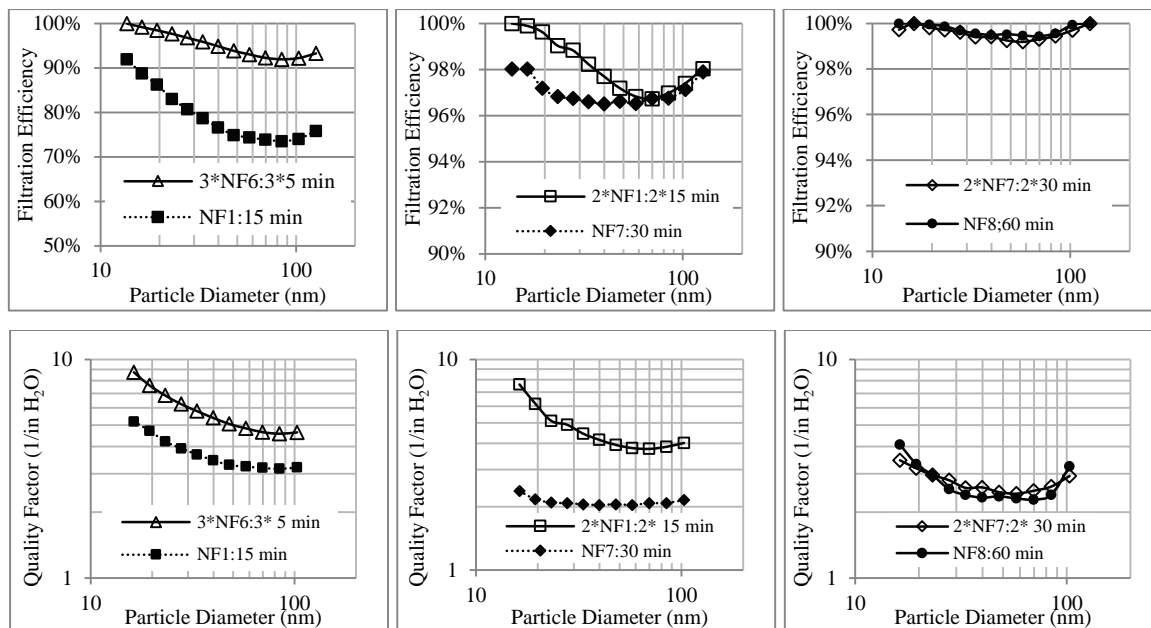 Filtration Efficiency
100%
90%
80%
70%
60%
50%
3*NF6:3*5 min
NF1:15 min
10
100
Particle Diameter (nm)
Filtration Efficiency
100%
98%
96%
94%
92%
90%
2*NF1:2*15 min
NF7:30 min
10
100
Particle Diameter (nm)
Filtration Efficiency
100%
98%
96%
94%
92%
90%
2*NF7:2*30 min
NF8;60 min
10
100
Particle Diameter (nm)
Quality Factor (1/in H₂O)
10
1
3*NF6:3* 5 min
NF1:15 min
10
100
Particle Diameter (nm)
Quality Factor (1/in H₂O)
10
1
2*NF1:2* 15 min
NF7:30 min
10
100
Particle Diameter (nm)
Quality Factor (1/in H₂O)
10
1
2*NF7:2* 30 min
NF8:60 min
10
100
Particle Diameter (nm)